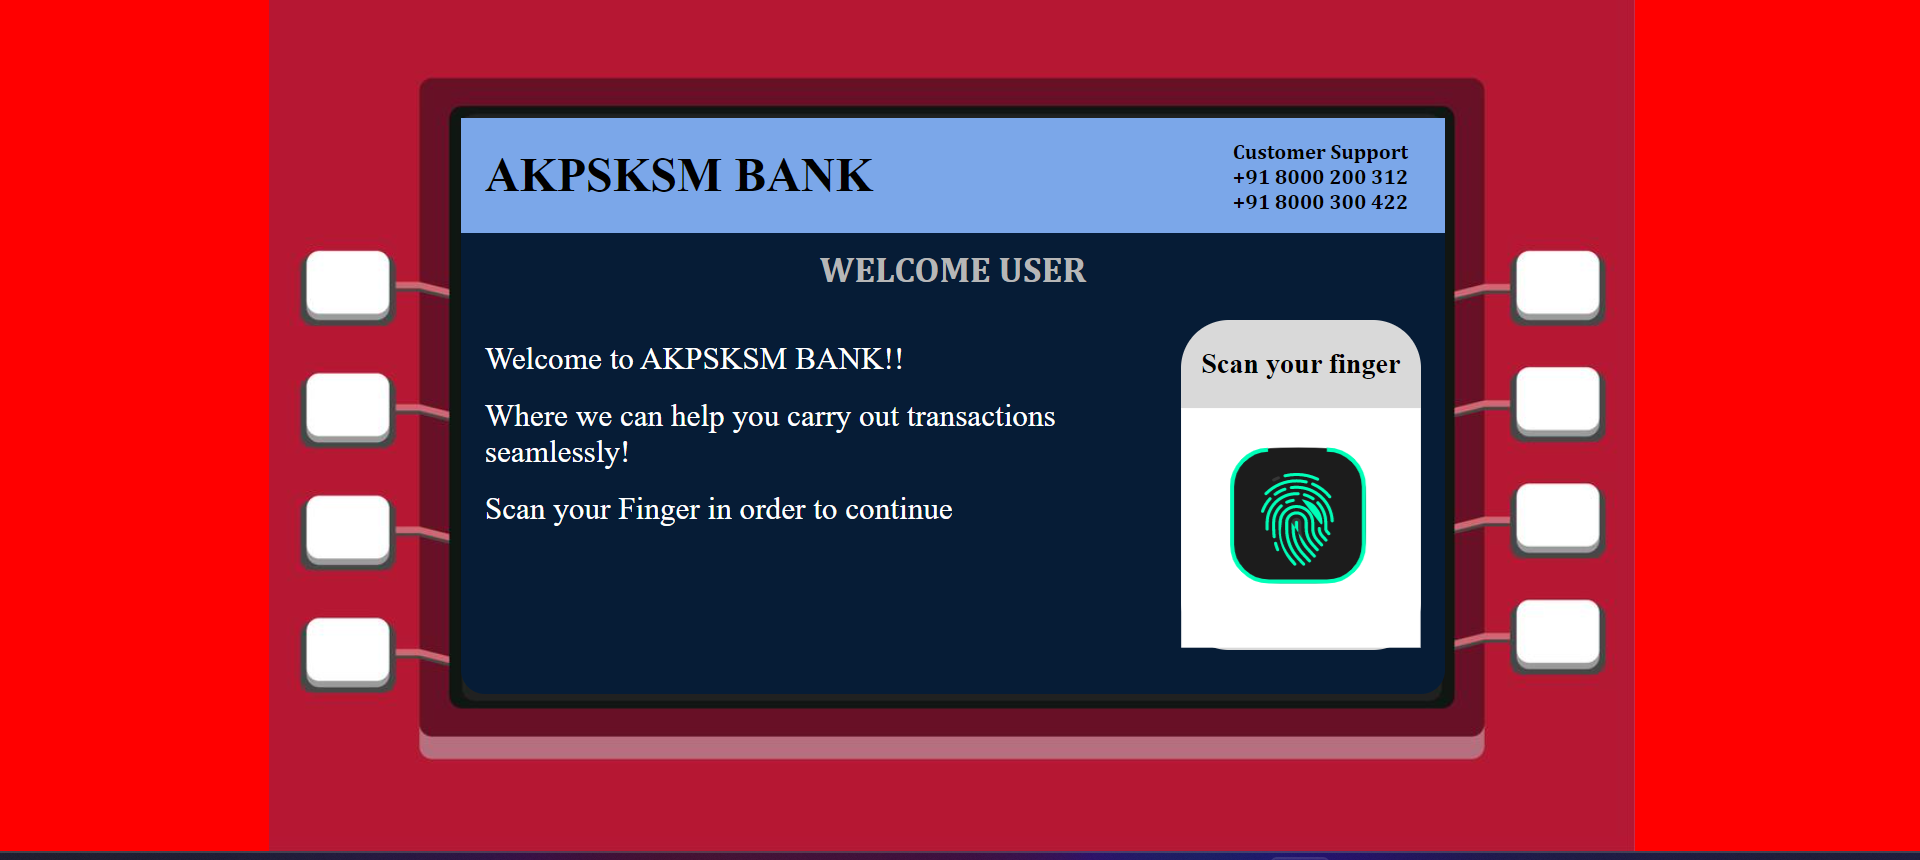 AKPSKSM BANK
Customer Support
+91 8000 200 312
+91 8000 300 422
WELCOME USER
Welcome to AKPSKSM BANK!!
Where we can help you carry out transactions
seamlessly!
Scan your Finger in order to continue
Scan your finger